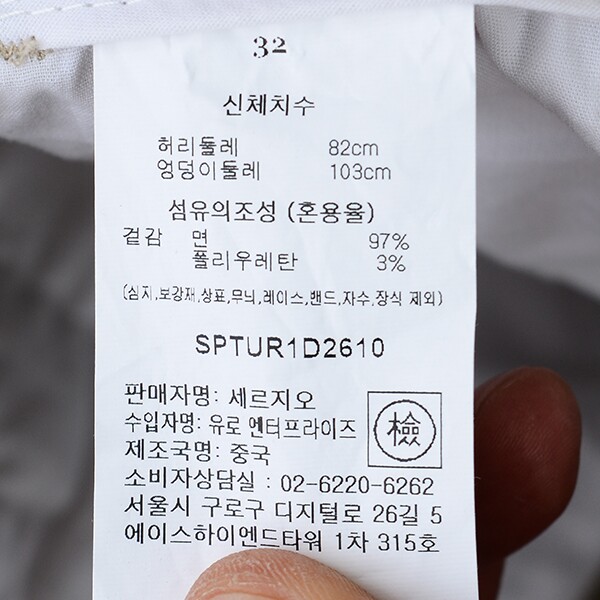 32
신체치수
허리둘레 82cm
엉덩이둘레 103cm
섬유의조성 (혼용율)
겉감 면 97%
폴리우레탄 3%
(심지,보강재,상표,무늬,레이스,밴드,자수,장식 제외)
SPTUR1D2610
판매자명: 세르지오
수입자명: 유로 엔터프라이즈
제조국명: 중국
檢
소비자상담실 : 02-6220-6262
서울시 구로구 디지털로 26길 5
에이스하이엔드타워 1차 315호